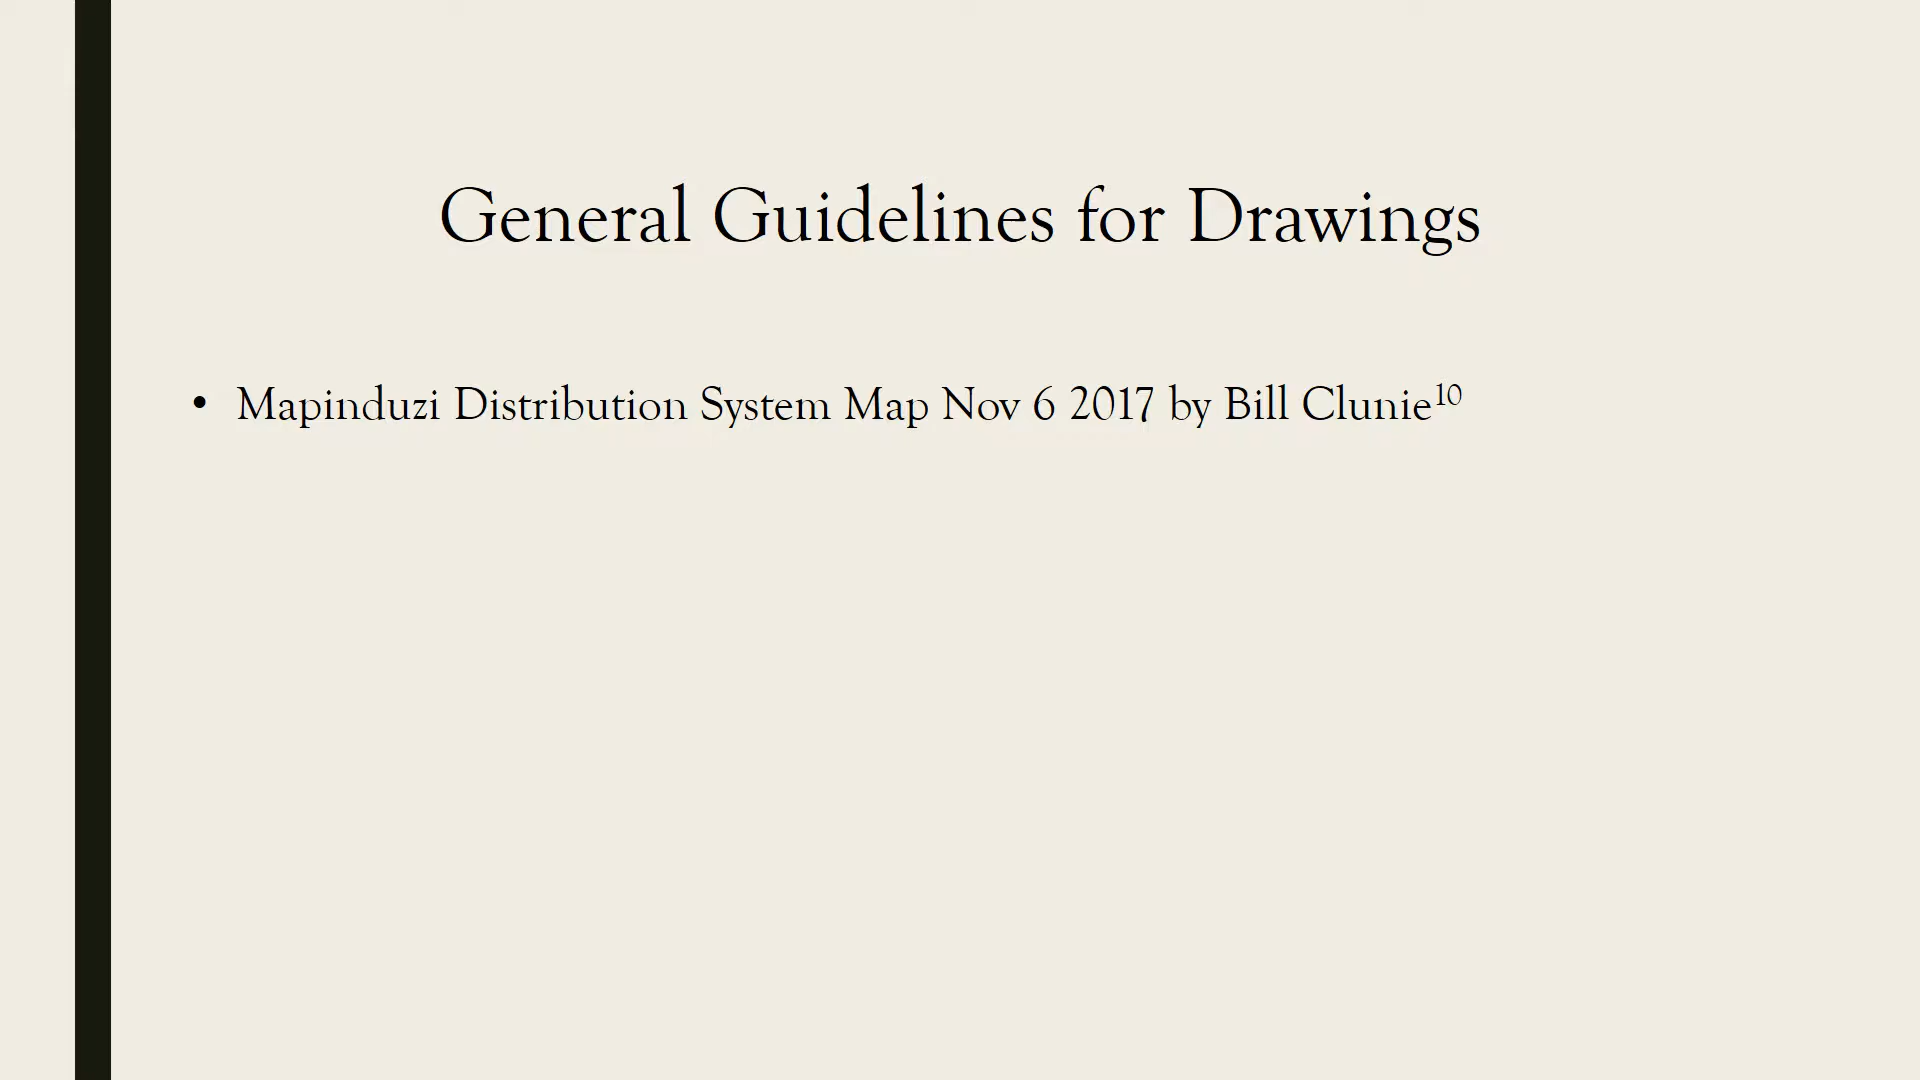 General Guidelines for Drawings
• Mapinduzi Distribution System Map Nov 6 2017 by Bill Clunie¹⁰